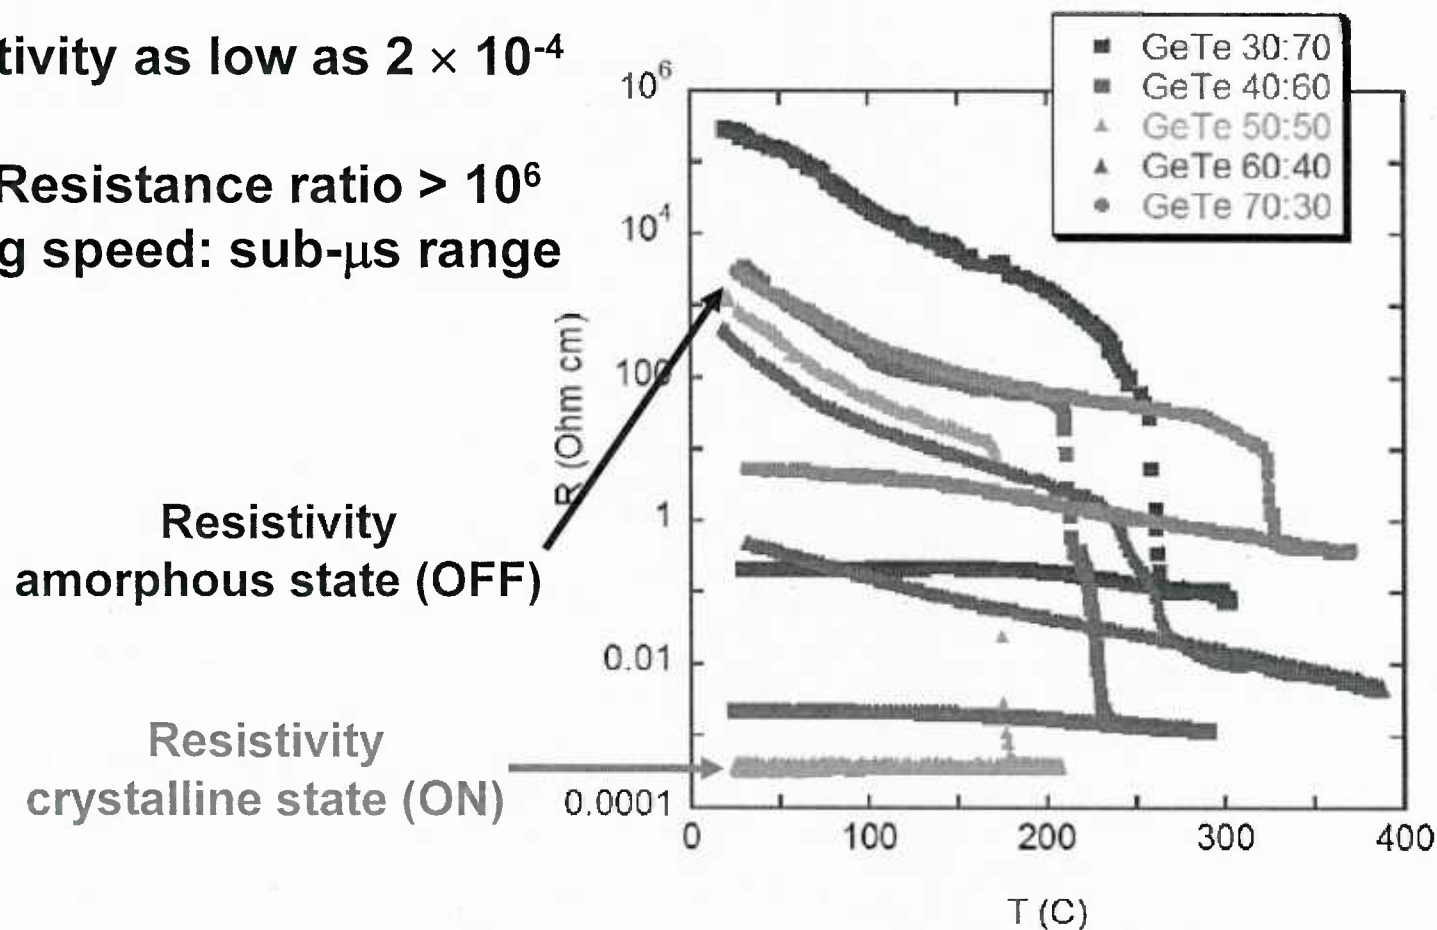 tivity as low as 2 × 10⁻⁴
Resistance ratio > 10⁶
g speed: sub-μs range
Resistivity
amorphous state (OFF)
Resistivity
crystalline state (ON)
GeTe 30:70
GeTe 40:60
GeTe 50:50
GeTe 60:40
GeTe 70:30
R (Ohm cm)
10⁶
10⁴
100
1
0.01
0.0001
0 100 200 300 400
T (C)